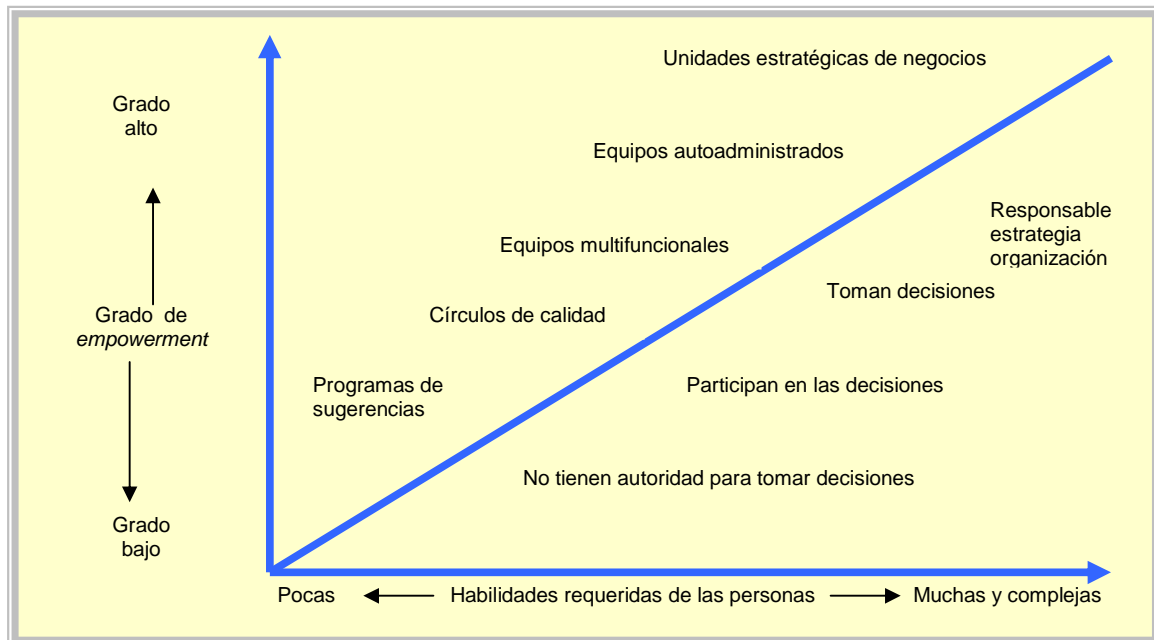 Unidades estratégicas de negocios
Grado
alto
Equipos autoadministrados
Responsable
estrategia
organización
Equipos multifuncionales
Toman decisiones
Grado de
empowerment
Círculos de calidad
Programas de
sugerencias
Participan en las decisiones
No tienen autoridad para tomar decisiones
Grado
bajo
Pocas Habilidades requeridas de las personas Muchas y complejas